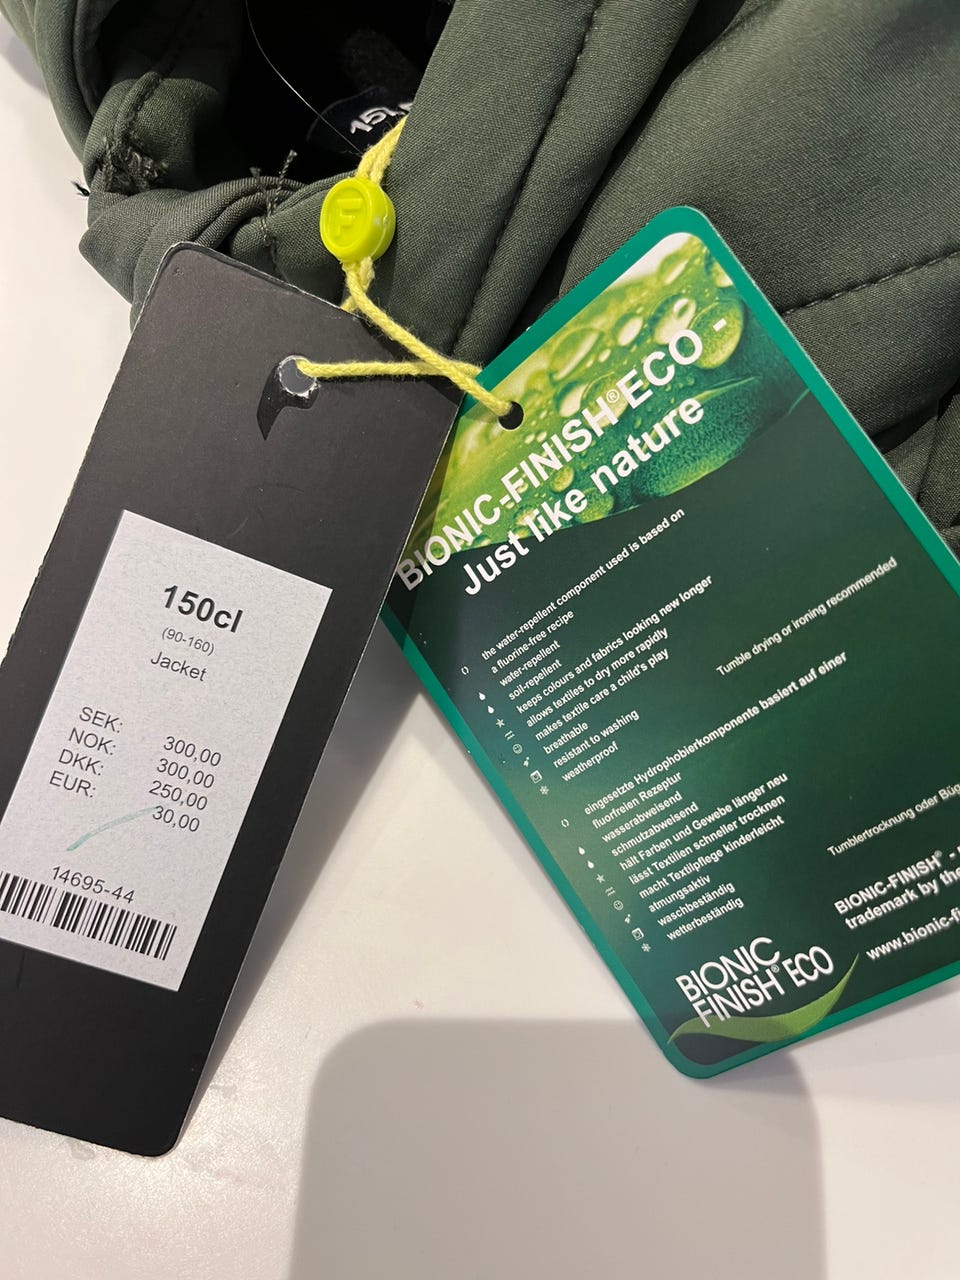 F
150cl
(90-160)
Jacket
SEK: 300,00
NOK: 300,00
DKK: 250,00
EUR: 30,00
14695-44
BIONIC-FINISH®ECO -
Just like nature
the water-repellent component used is based on
a fluorine-free recipe
water-repellent
soil-repellent
keeps colours and fabrics looking new longer
allows textiles to dry more rapidly
makes textile care a child's play
breathable
resistant to washing
weatherproof
Tumble drying or ironing recommended
eingesetzte Hydrophobierkomponente basiert auf einer
fluorfreien Rezeptur
wasserabweisend
schmutzabweisend
hält Farben und Gewebe länger neu
lässt Textilien schneller trocknen
macht Textilpflege kinderleicht
atmungsaktiv
waschbeständig
wetterbeständig
Tumblertrocknung oder Büg
BIONIC-FINISH® -
trademark by the
www.bionic-fi
BIONIC
FINISH® ECO